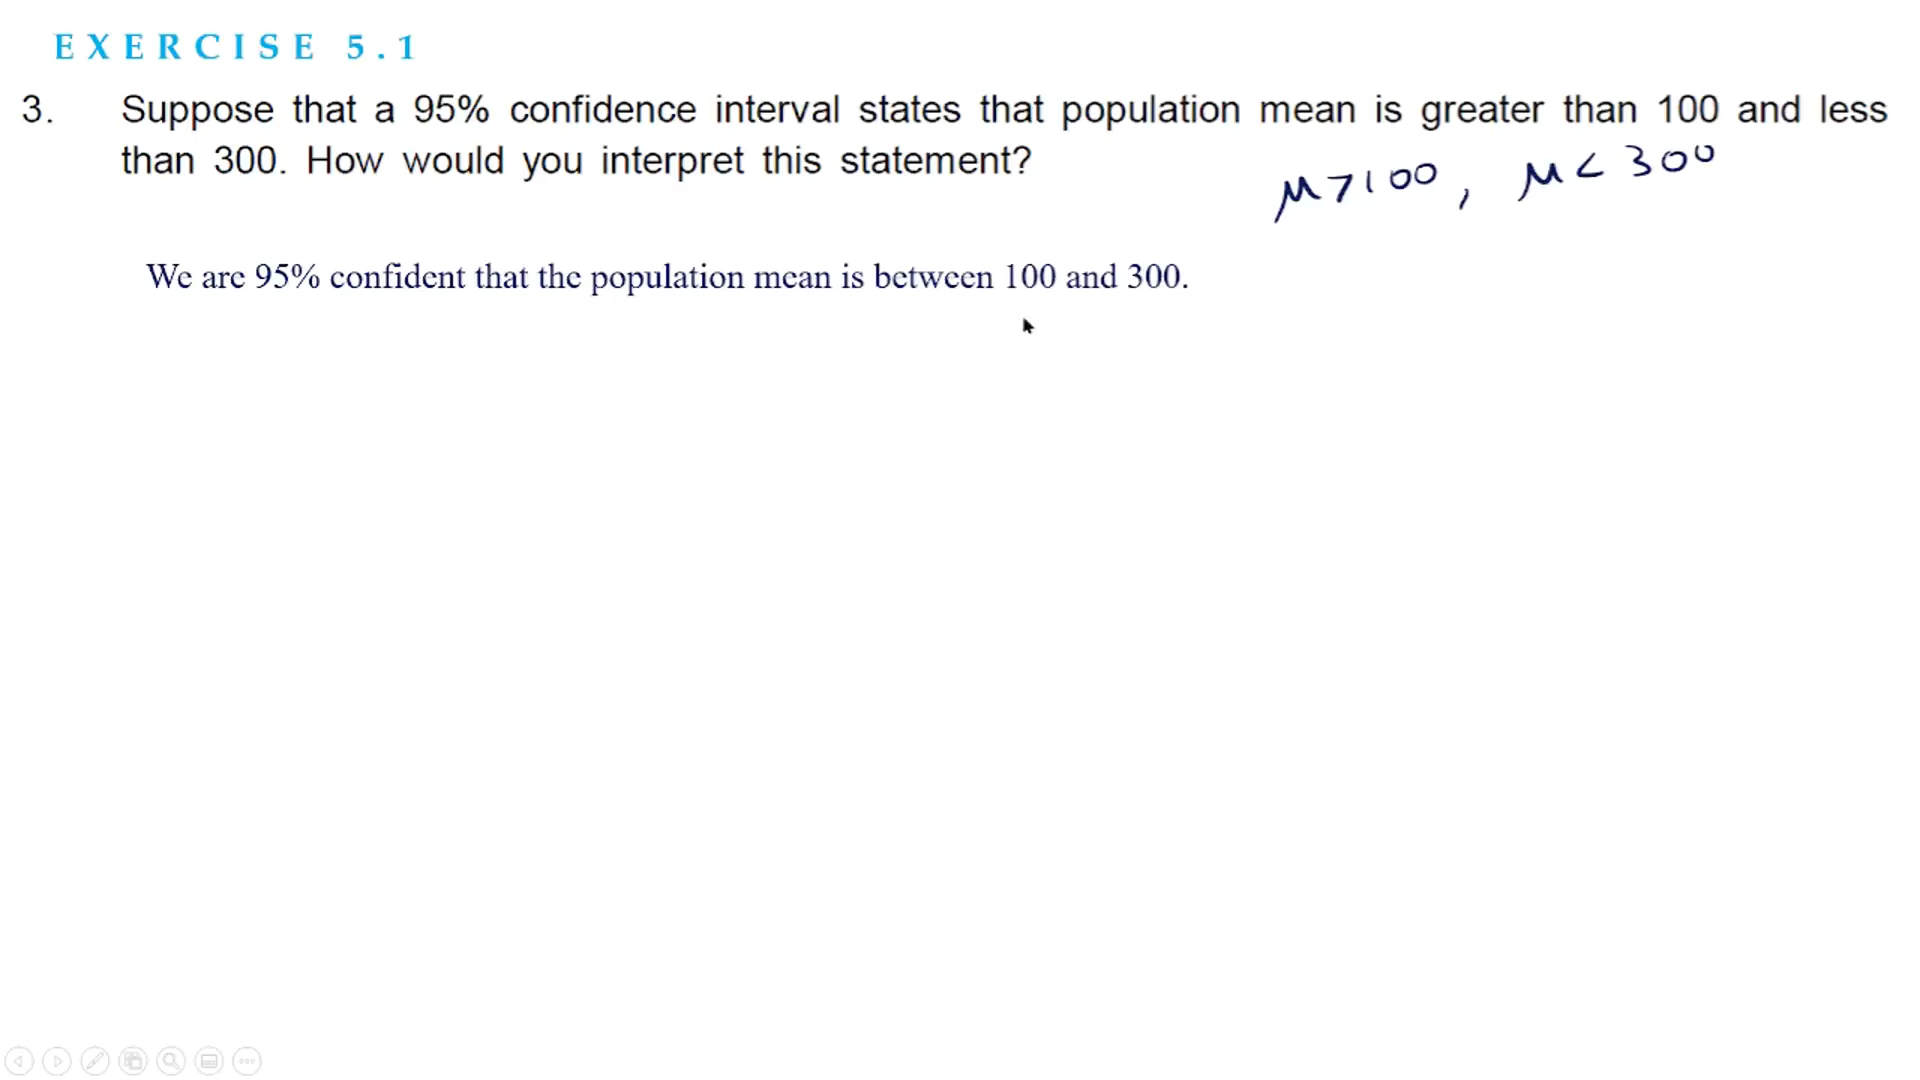 EXERCISE 5.1
3. Suppose that a 95% confidence interval states that population mean is greater than 100 and less
than 300. How would you interpret this statement?
μ>100, μ<300
We are 95% confident that the population mean is between 100 and 300.